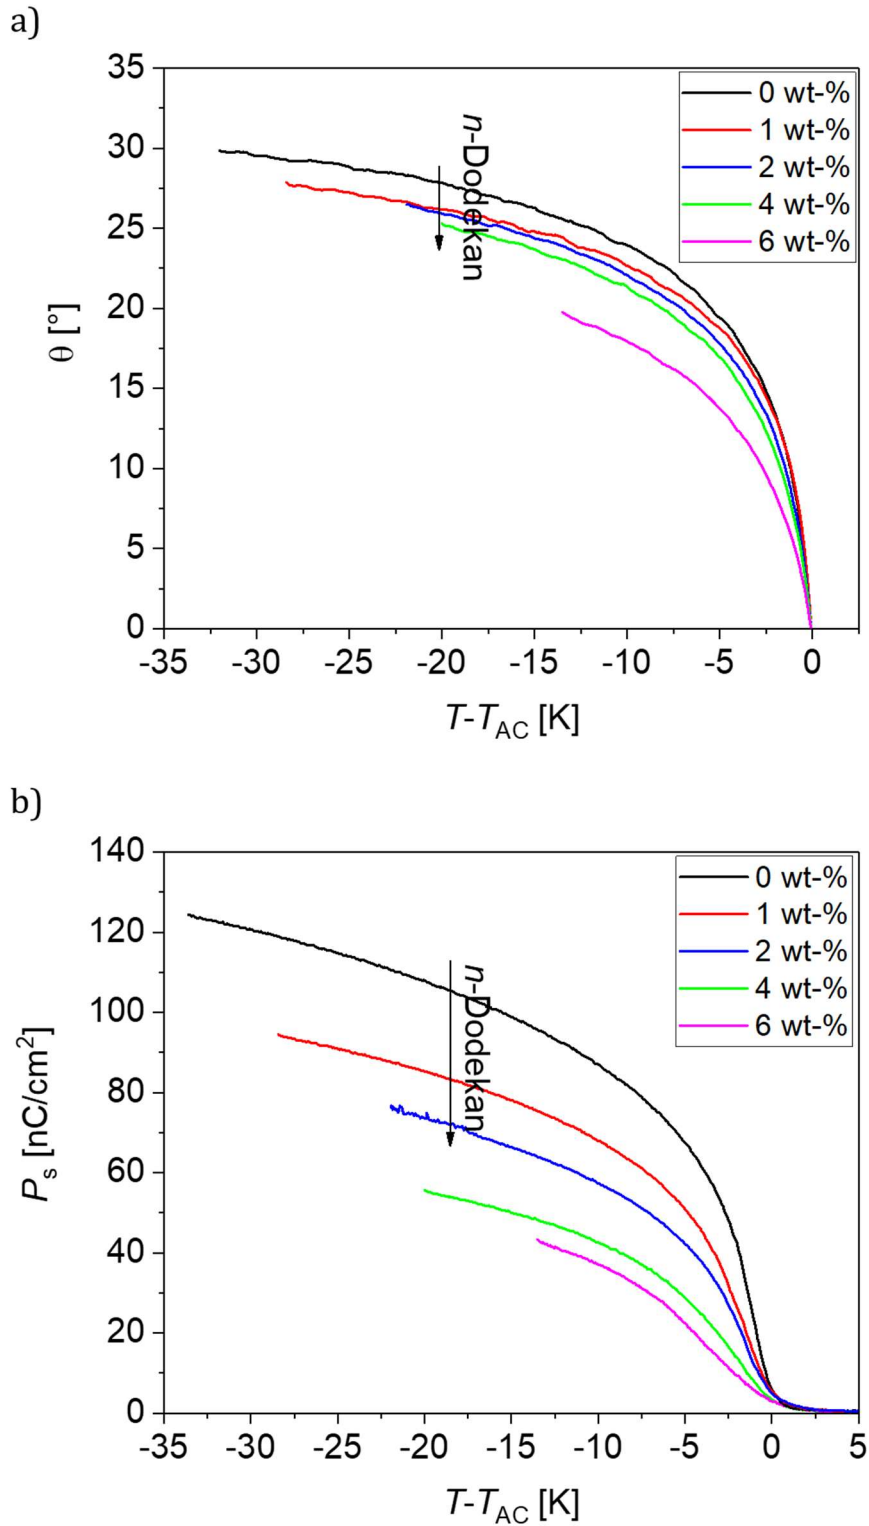 a)
35
30
25
20
15
10
5
0
θ [°]
0 wt-%
1 wt-%
2 wt-%
4 wt-%
6 wt-%
n-Dodekan
-35 -30 -25 -20 -15 -10 -5 0
T-TAC [K]
b)
140
120
100
80
60
40
20
0
Ps [nC/cm²]
0 wt-%
1 wt-%
2 wt-%
4 wt-%
6 wt-%
n-Dodekan
-35 -30 -25 -20 -15 -10 -5 0 5
T-TAC [K]